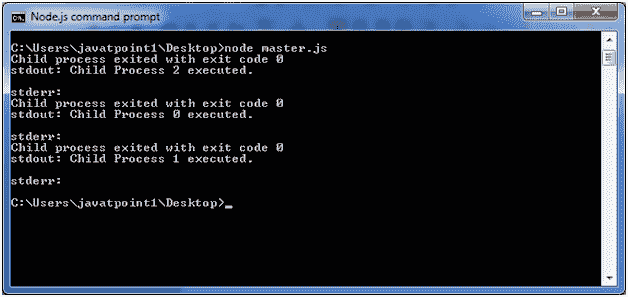 Node.js command prompt
C:\Users\javatpoint1\Desktop>node master.js
Child process exited with exit code 0
stdout: Child Process 2 executed.
stderr:
Child process exited with exit code 0
stdout: Child Process 0 executed.
stderr:
Child process exited with exit code 0
stdout: Child Process 1 executed.
stderr:
C:\Users\javatpoint1\Desktop>_